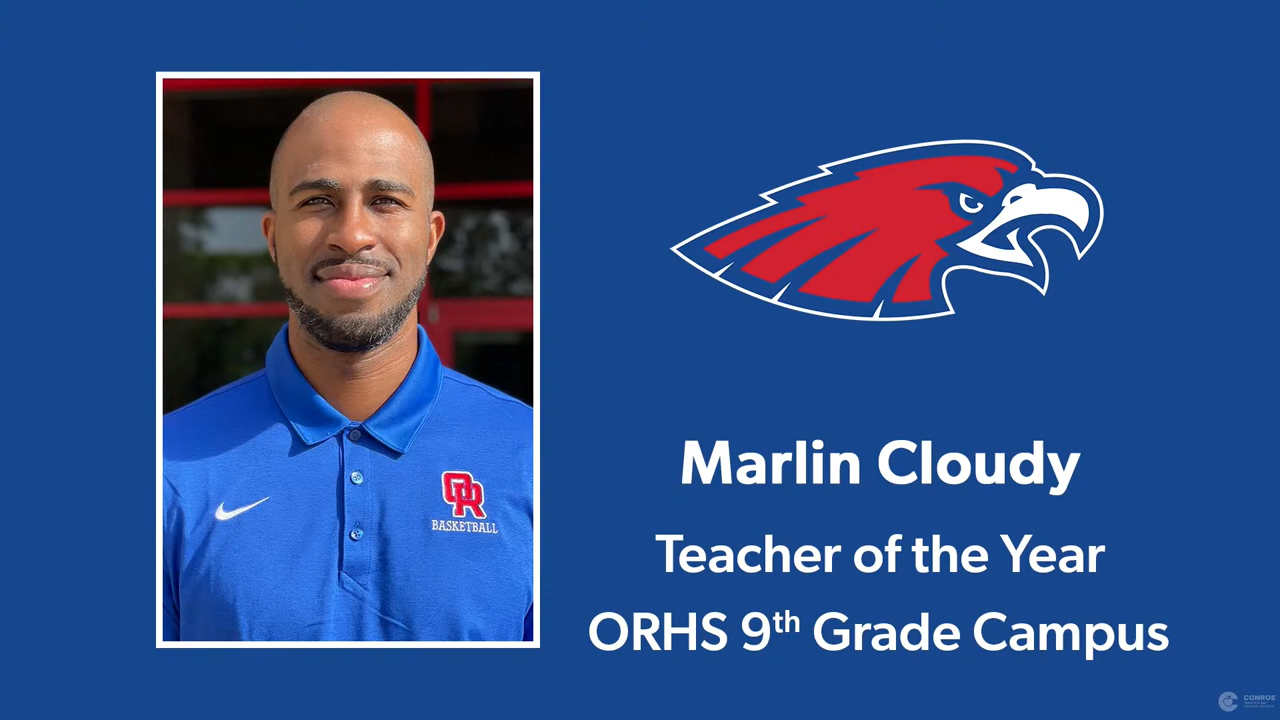 OR
BASKETBALL
Marlin Cloudy
Teacher of the Year
ORHS 9th Grade Campus
CONROE